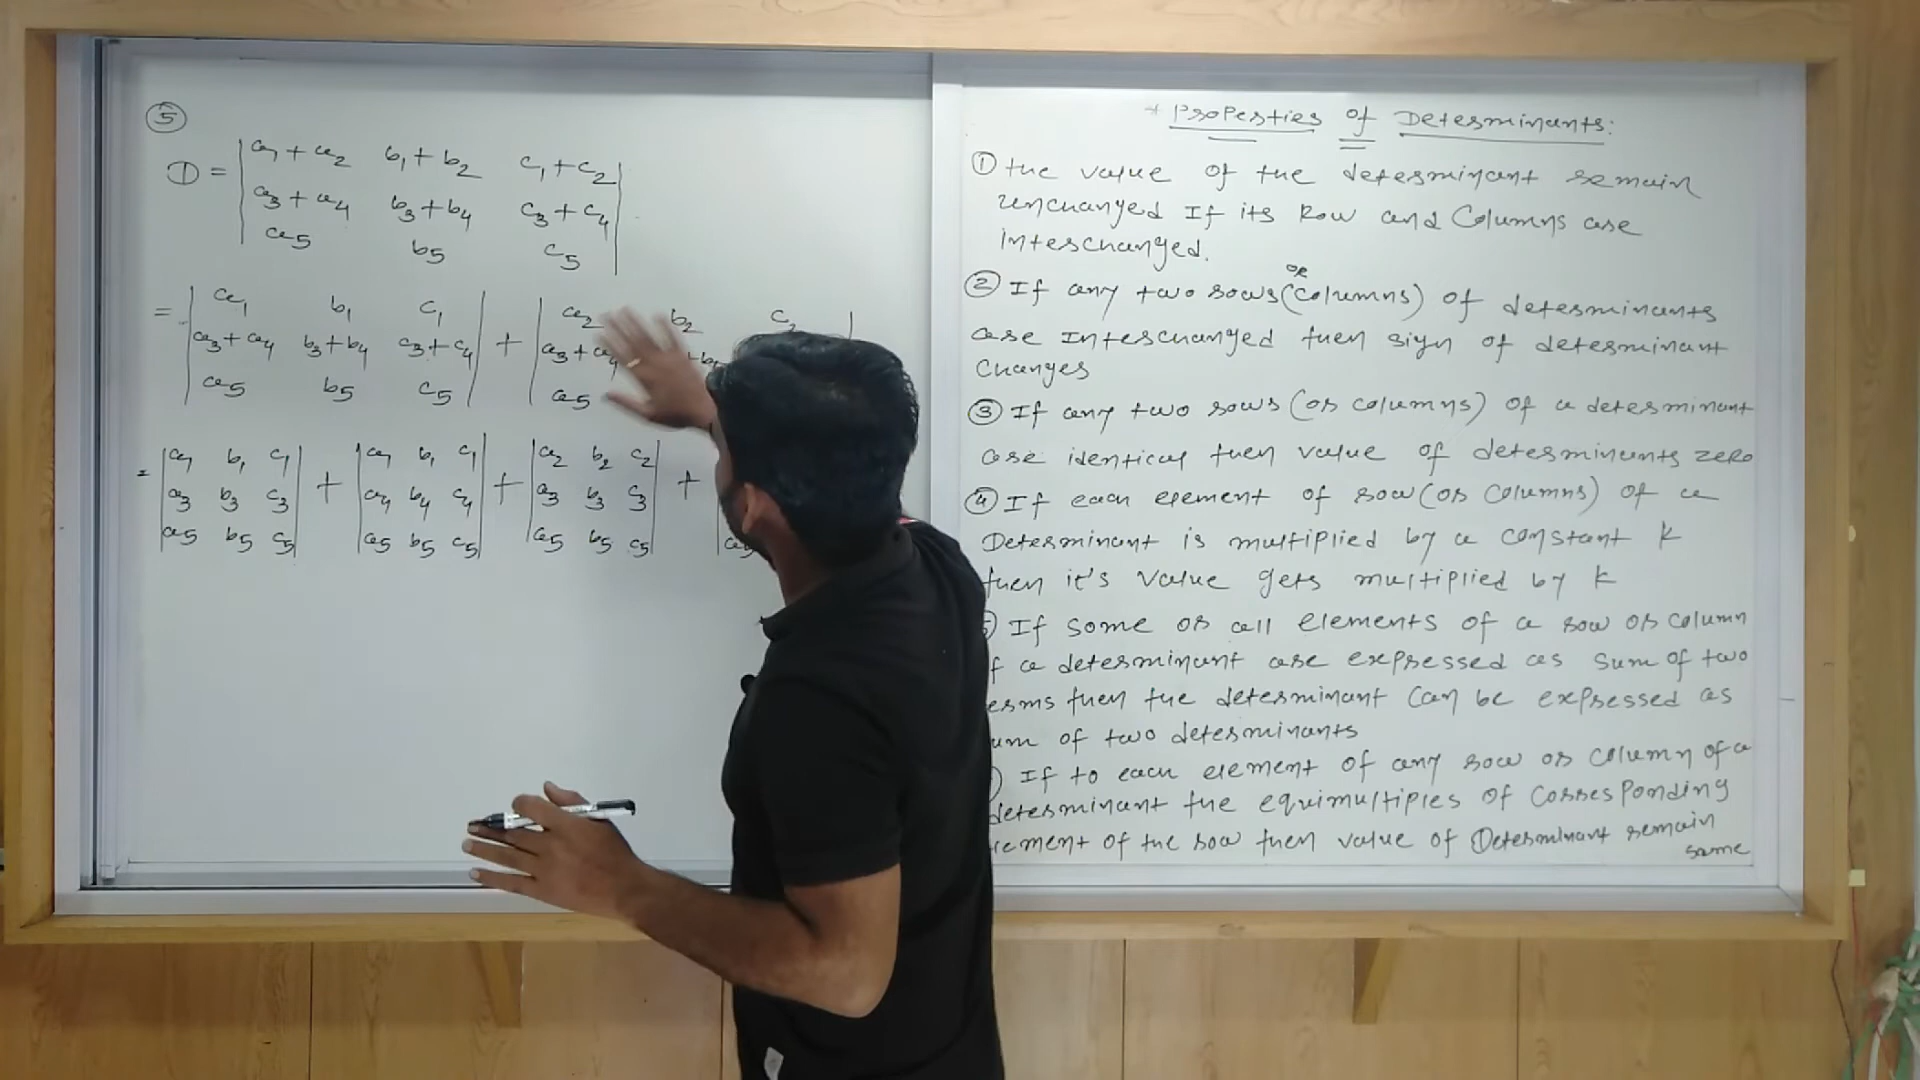 ⑤
D = | a₁ + a₂ b₁ + b₂ c₁ + c₂ |
| a₃ + a₄ b₃ + b₄ c₃ + c₄ |
| a₅ b₅ c₅ |
= | a₁ b₁ c₁ | + | a₂ b₂ c₂ |
| a₃ + a₄ b₃ + b₄ c₃ + c₄ | | a₃ + a₄
| a₅ b₅ c₅ | | a₅
= | a₁ b₁ c₁ | + | a₁ b₁ c₁ | + | a₂ b₂ c₂ | +
| a₃ b₃ c₃ | | a₄ b₄ c₄ | | a₃ b₃ c₃ |
| a₅ b₅ c₅ | | a₅ b₅ c₅ | | a₅ b₅ c₅ | | a₅
* Properties of Determinants:
① the value of the determinant remain
unchanged If its Row and Columns are
interchanged.
② If any two rows (or columns) of determinants
are Interchanged then sign of determinant
changes
③ If any two rows (or columns) of a determinant
are identical then value of determinants zero
④ If each element of row (or columns) of a
Determinant is multiplied by a constant k
then it's value gets multiplied by k
If some or all elements of a row or column
a determinant are expressed as sum of two
then the determinant can be expressed as
of two determinants
If to each element of any row or column of a
determinant the equimultiples of corresponding
of the row then value of Determinant remain
same